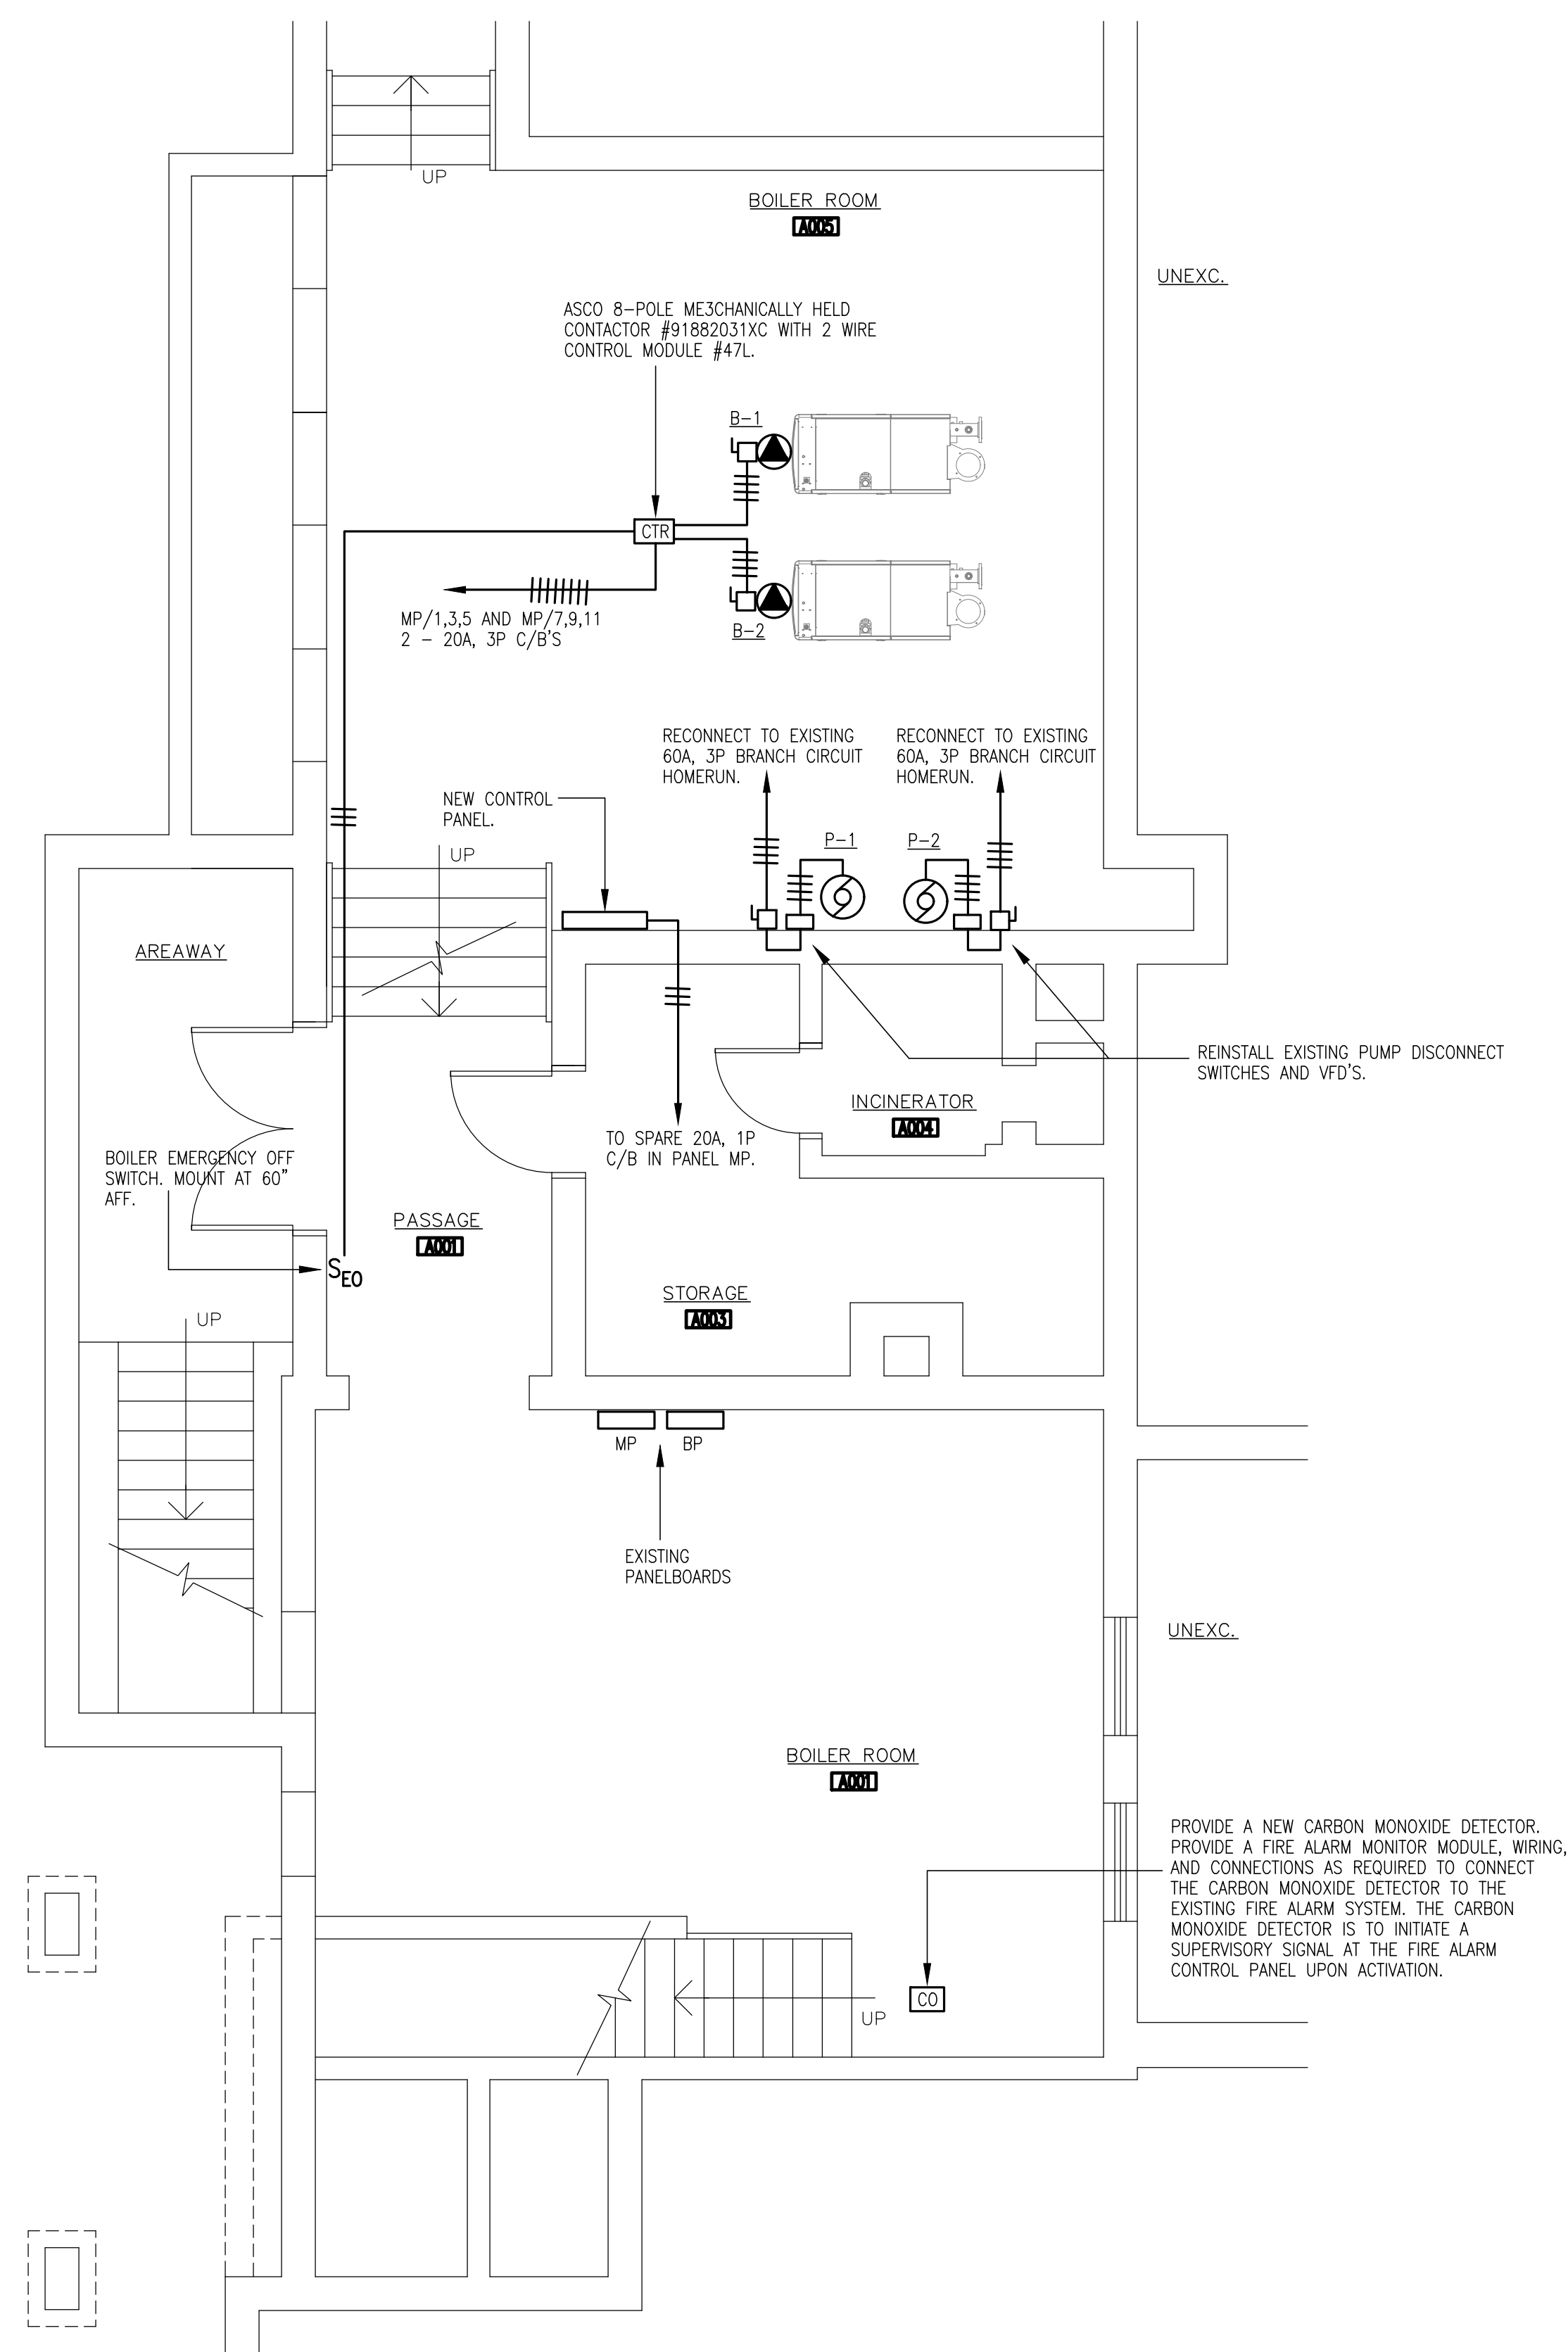 UP
BOILER ROOM
A005
UNEXC.
ASCO 8-POLE ME3CHANICALLY HELD
CONTACTOR #91882031XC WITH 2 WIRE
CONTROL MODULE #47L.
B-1
CTR
MP/1,3,5 AND MP/7,9,11
2 - 20A, 3P C/B'S
B-2
RECONNECT TO EXISTING
60A, 3P BRANCH CIRCUIT
HOMERUN.
RECONNECT TO EXISTING
60A, 3P BRANCH CIRCUIT
HOMERUN.
NEW CONTROL
PANEL.
P-1
P-2
UP
AREAWAY
REINSTALL EXISTING PUMP DISCONNECT
SWITCHES AND VFD'S.
INCINERATOR
A004
TO SPARE 20A, 1P
C/B IN PANEL MP.
BOILER EMERGENCY OFF
SWITCH. MOUNT AT 60"
AFF.
PASSAGE
A001
SEO
STORAGE
A003
UP
MP
BP
EXISTING
PANELBOARDS
UNEXC.
BOILER ROOM
A001
PROVIDE A NEW CARBON MONOXIDE DETECTOR.
PROVIDE A FIRE ALARM MONITOR MODULE, WIRING,
AND CONNECTIONS AS REQUIRED TO CONNECT
THE CARBON MONOXIDE DETECTOR TO THE
EXISTING FIRE ALARM SYSTEM. THE CARBON
MONOXIDE DETECTOR IS TO INITIATE A
SUPERVISORY SIGNAL AT THE FIRE ALARM
CONTROL PANEL UPON ACTIVATION.
CO
UP